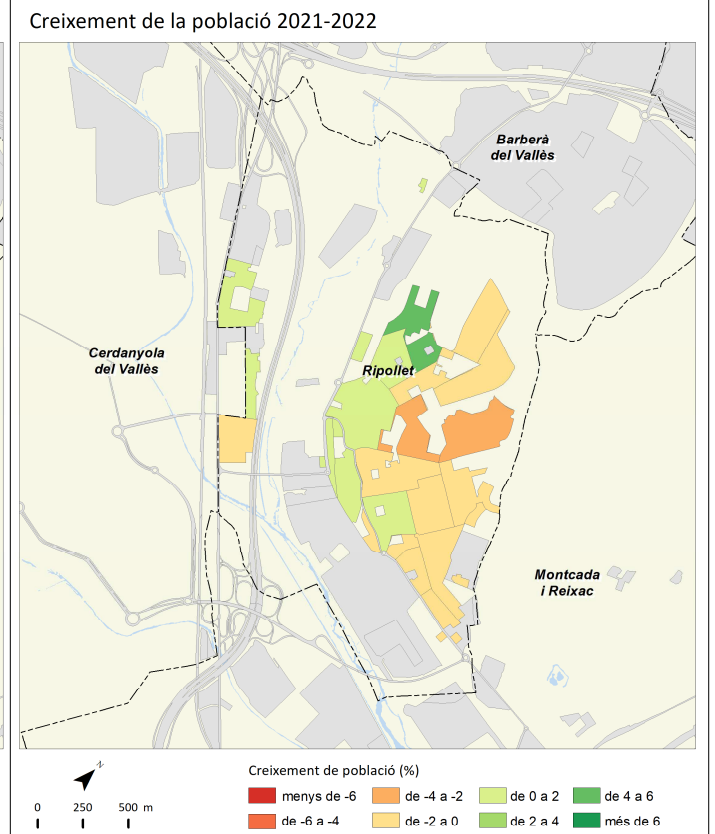 Creixement de la població 2021-2022
Barberà
del Vallès
Cerdanyola
del Vallès
Ripollet
Montcada
i Reixac
N
0 250 500 m
Creixement de població (%)
menys de -6
de -4 a -2
de 0 a 2
de 4 a 6
de -6 a -4
de -2 a 0
de 2 a 4
més de 6